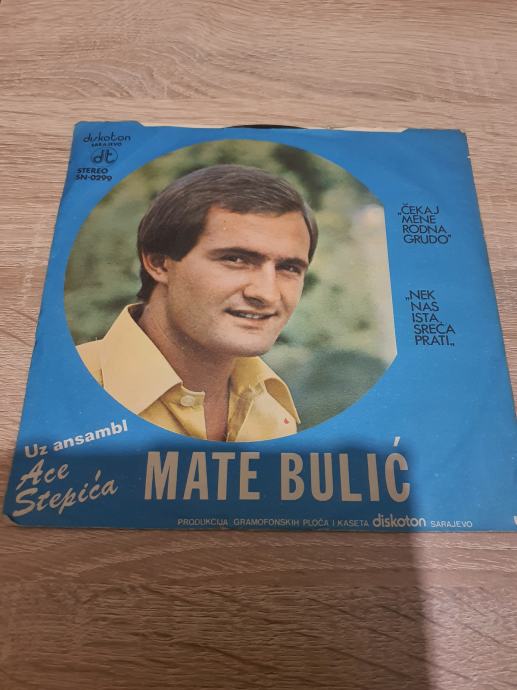 diskoton
SARAJEVO
dt
STEREO
SN-0299
„ČEKAJ
MENE
RODNA
GRUDO"
„NEK
NAS
ISTA
SREĆA
PRATI„
Uz ansambl
Ace
Stepića
MATE BULIĆ
PRODUKCIJA GRAMOFONSKIH PLOČA I KASETA diskoton SARAJEVO